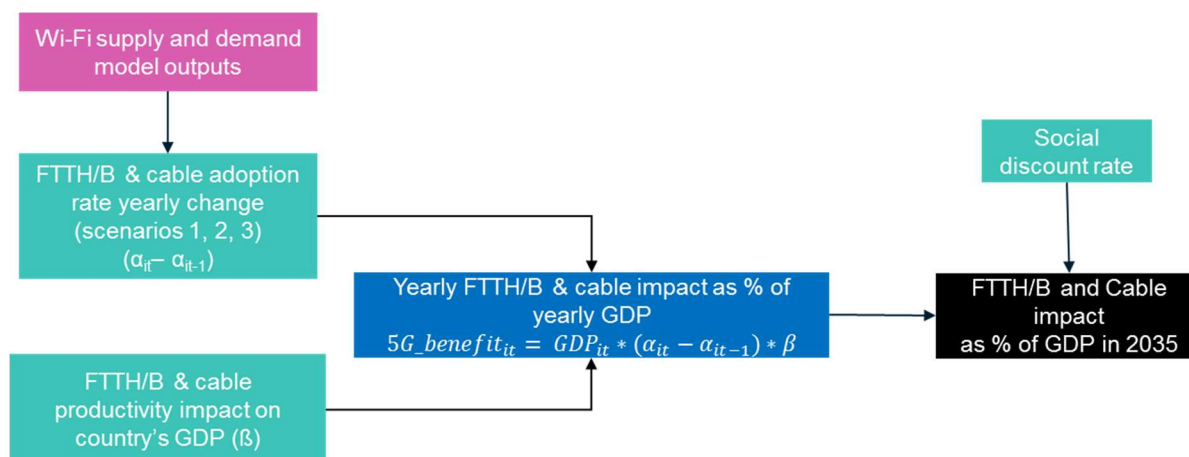 Wi-Fi supply and demand
model outputs
FTTH/B & cable adoption
rate yearly change
(scenarios 1, 2, 3)
(αit– αit-1)
Social
discount rate
Yearly FTTH/B & cable impact as % of
yearly GDP
5G_benefitit = GDPit * (αit − αit−1) * β
FTTH/B and Cable
impact
as % of GDP in 2035
FTTH/B & cable
productivity impact on
country’s GDP (ß)